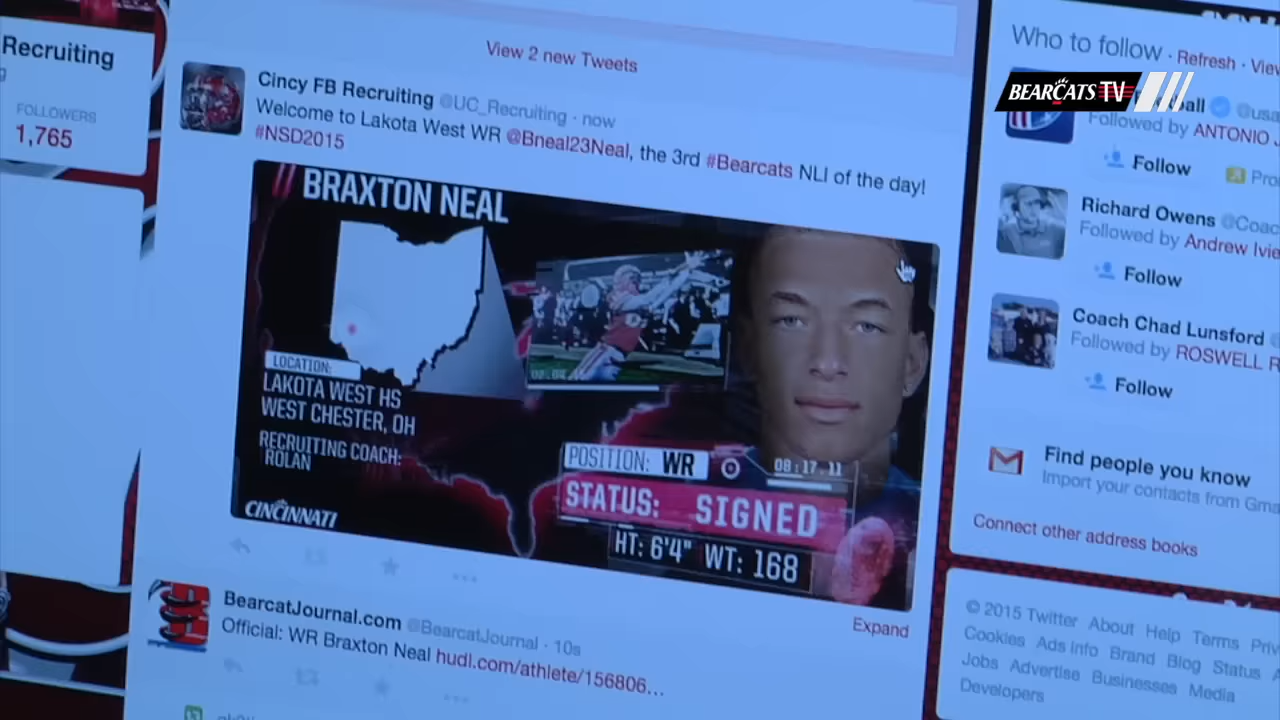 Recruiting
FOLLOWERS
1,765
View 2 new Tweets
Cincy FB Recruiting @UC_Recruiting · now
Welcome to Lakota West WR @Bneal23Neal, the 3rd #Bearcats NLI of the day!
#NSD2015
BRAXTON NEAL
LOCATION:
LAKOTA WEST HS
WEST CHESTER, OH
RECRUITING COACH:
ROLAN
CINCINNATI
POSITION: WR
08:17.11
STATUS: SIGNED
HT: 6'4" WT: 168
Expand
BearcatJournal.com @BearcatJournal · 10s
Official: WR Braxton Neal hudl.com/athlete/156806...
Who to follow · Refresh · View
BEARCATS TV
Followed by ANTONIO J
Follow
Richard Owens @Coac
Followed by Andrew Ivie
Follow
Coach Chad Lunsford
Followed by ROSWELL R
Follow
Find people you know
Import your contacts from Gma
Connect other address books
© 2015 Twitter About Help Terms Priv
Cookies Ads info Brand Blog Status A
Jobs Advertise Businesses Media
Developers